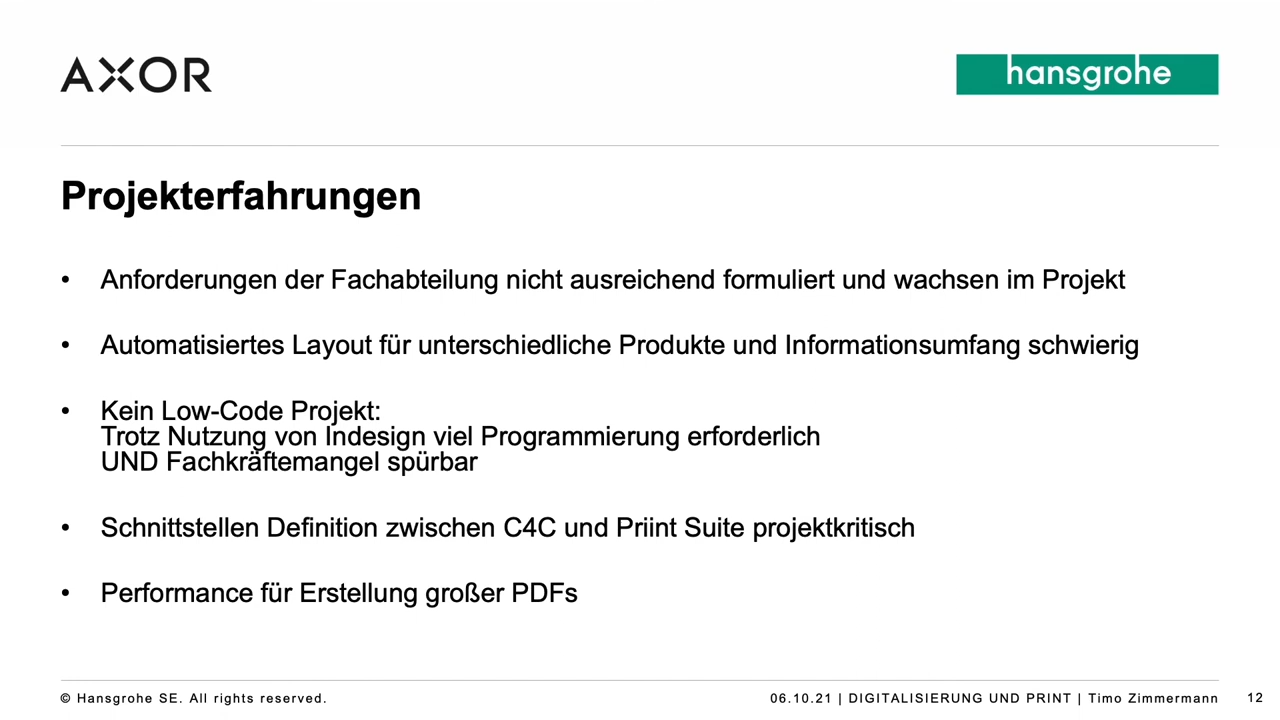 AXOR
hansgrohe
Projekterfahrungen
• Anforderungen der Fachabteilung nicht ausreichend formuliert und wachsen im Projekt
• Automatisiertes Layout für unterschiedliche Produkte und Informationsumfang schwierig
• Kein Low-Code Projekt:
Trotz Nutzung von Indesign viel Programmierung erforderlich
UND Fachkräftemangel spürbar
• Schnittstellen Definition zwischen C4C und Priint Suite projektkritisch
• Performance für Erstellung großer PDFs
© Hansgrohe SE. All rights reserved.
06.10.21 | DIGITALISIERUNG UND PRINT | Timo Zimmermann 12